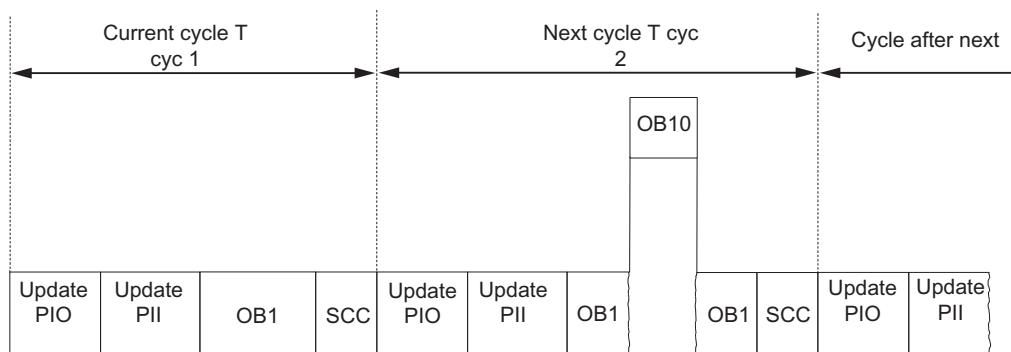 Current cycle T
cyc 1
Next cycle T cyc
2
Cycle after next
OB10
Update
PIO
Update
PII
OB1
SCC
Update
PIO
Update
PII
OB1
OB1
SCC
Update
PIO
Update
PII